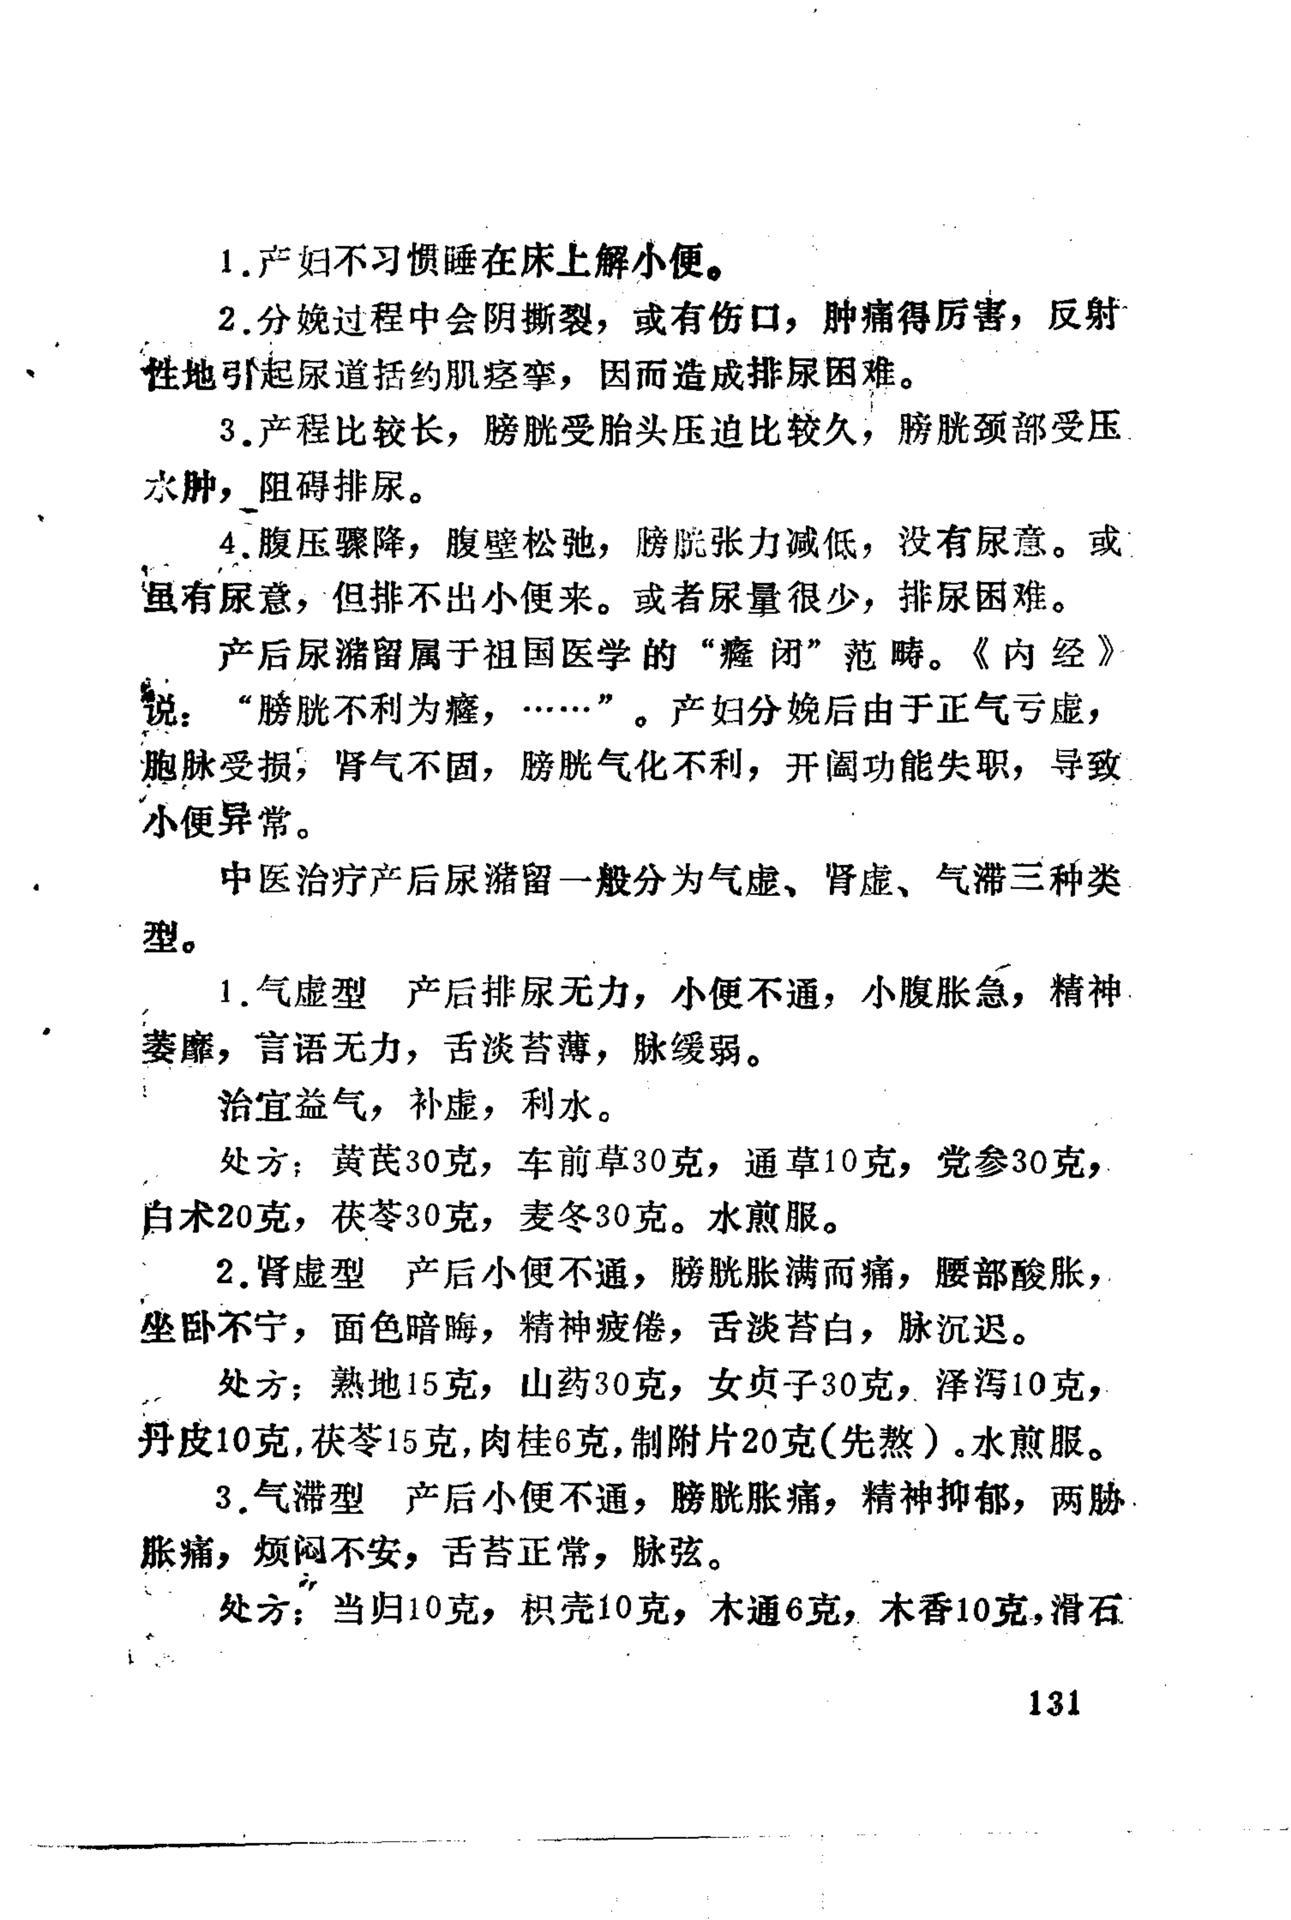 1.产妇不习惯睡在床上解小便。
2.分娩过程中会阴撕裂，或有伤口，肿痛得厉害，反射
性地引起尿道括约肌痉挛，因而造成排尿困难。
3.产程比较长，膀胱受胎头压迫比较久，膀胱颈部受压
水肿，阻碍排尿。
4.腹压骤降，腹壁松弛，膀胱张力减低，没有尿意。或
虽有尿意，但排不出小便来。或者尿量很少，排尿困难。
产后尿潴留属于祖国医学的“癃闭”范畴。《内经》
说：“膀胱不利为癃，……”。产妇分娩后由于正气亏虚，
胞脉受损，肾气不固，膀胱气化不利，开阖功能失职，导致
小便异常。
中医治疗产后尿潴留一般分为气虚、肾虚、气滞三种类
型。
1.气虚型　产后排尿无力，小便不通，小腹胀急，精神
萎靡，言语无力，舌淡苔薄，脉缓弱。
治宜益气，补虚，利水。
处方：黄芪30克，车前草30克，通草10克，党参30克，
白术20克，茯苓30克，麦冬30克。水煎服。
2.肾虚型　产后小便不通，膀胱胀满而痛，腰部酸胀，
坐卧不宁，面色暗晦，精神疲倦，舌淡苔白，脉沉迟。
处方：熟地15克，山药30克，女贞子30克，泽泻10克，
丹皮10克，茯苓15克，肉桂6克，制附片20克（先熬）。水煎服。
3.气滞型　产后小便不通，膀胱胀痛，精神抑郁，两胁
胀痛，烦闷不安，舌苔正常，脉弦。
处方：当归10克，枳壳10克，木通6克，木香10克，滑石
131